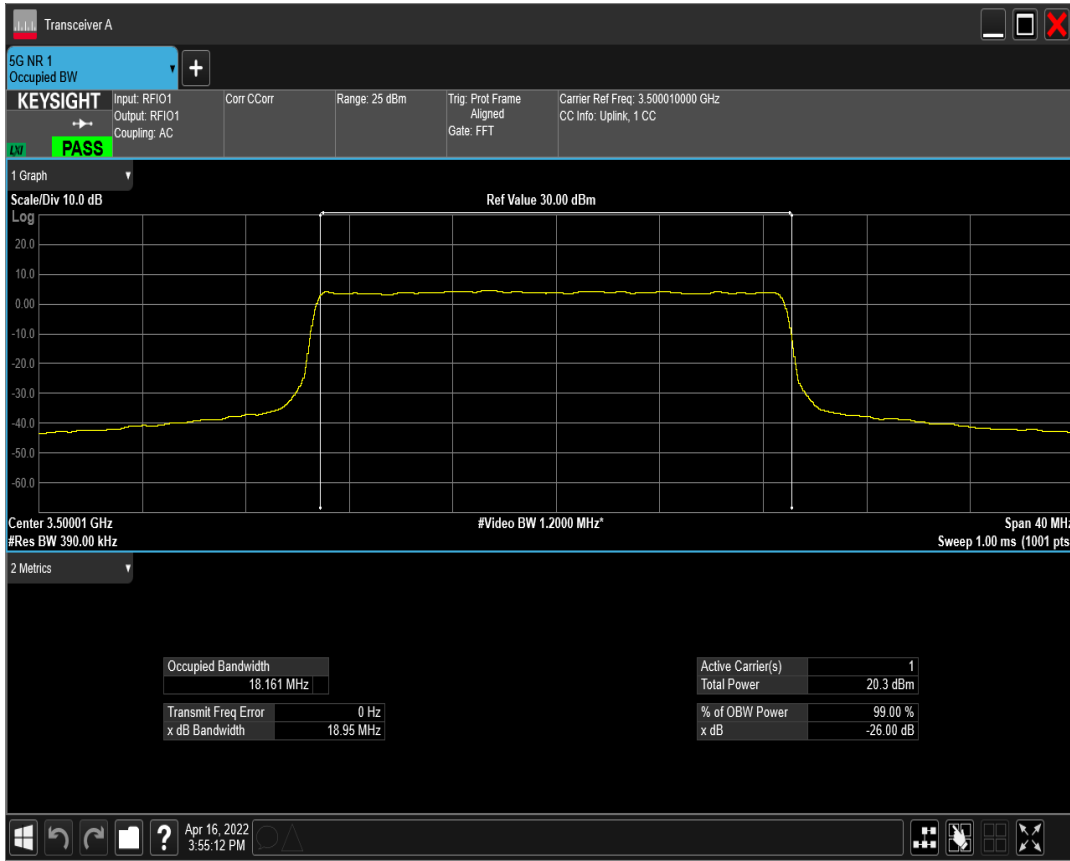 Transceiver A
5G NR 1
Occupied BW
KEYSIGHT
LXI
PASS
Input: RFIO1
Output: RFIO1
Coupling: AC
Corr CCorr
Range: 25 dBm
Trig: Prot Frame
Aligned
Gate: FFT
Carrier Ref Freq: 3.500010000 GHz
CC Info: Uplink, 1 CC
1 Graph
Scale/Div 10.0 dB
Ref Value 30.00 dBm
Log
20.0
10.0
0.00
-10.0
-20.0
-30.0
-40.0
-50.0
-60.0
Center 3.50001 GHz
#Video BW 1.2000 MHz*
Span 40 MHz
#Res BW 390.00 kHz
Sweep 1.00 ms (1001 pts
2 Metrics
Occupied Bandwidth
18.161 MHz
Transmit Freq Error 0 Hz
x dB Bandwidth 18.95 MHz
Active Carrier(s) 1
Total Power 20.3 dBm
% of OBW Power 99.00 %
x dB -26.00 dB
Apr 16, 2022
3:55:12 PM